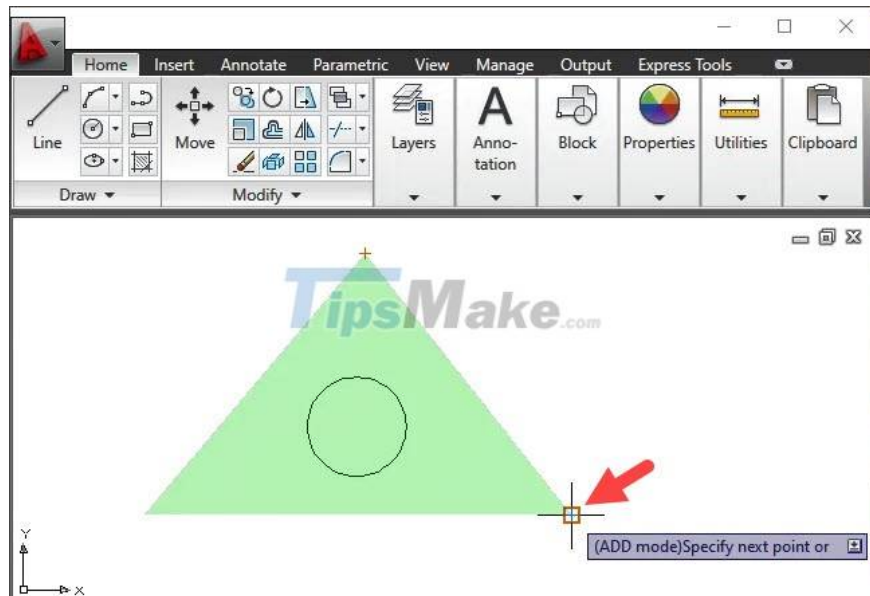 Home Insert Annotate Parametric View Manage Output Express Tools
Line
Move
Layers
Anno-
tation
Block
Properties
Utilities
Clipboard
Draw
Modify
TipsMake.com
(ADD mode)Specify next point or
Y
X